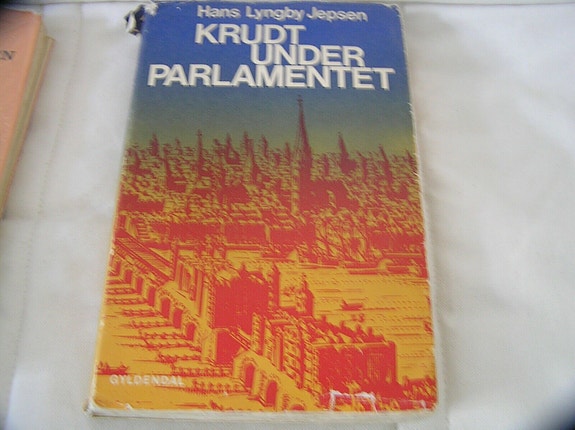 Hans Lyngby Jepsen
KRUDT
UNDER
PARLAMENTET
GYLDENDAL